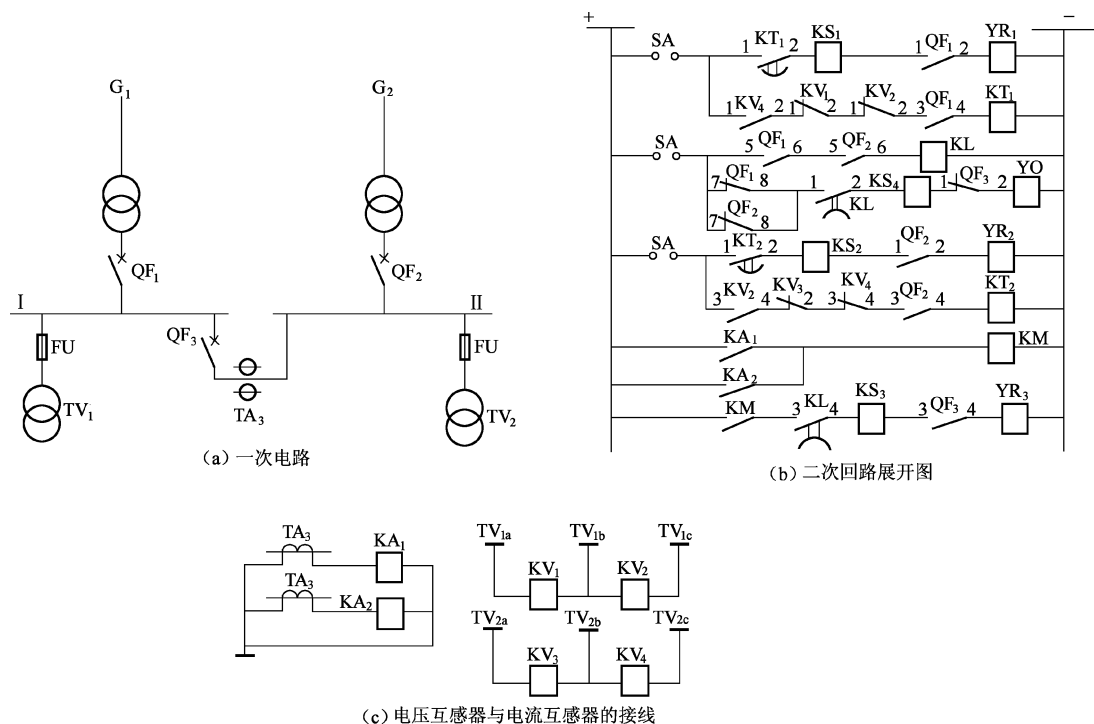 G₁
G₂
QF₁
QF₂
I
II
FU
QF₃
FU
TV₁
TA₃
TV₂
(a) 一次电路
+
−
SA
1 KT₁ 2
KS₁
1 QF₁ 2
YR₁
1 KV₄ 2
1 KV₁ 2
1 KV₂ 2
3 QF₁ 4
KT₁
SA
5 QF₁ 6
5 QF₂ 6
KL
7 QF₁ 8
1 2
KL
KS₄
1 QF₃ 2
YO
7 QF₂ 8
SA
1 KT₂ 2
KS₂
1 QF₂ 2
YR₂
3 KV₂ 4
1 KV₃ 2
3 KV₄ 4
3 QF₂ 4
KT₂
KA₁
KM
KA₂
KM
3 KL 4
KS₃
3 QF₃ 4
YR₃
(b) 二次回路展开图
TA₃
KA₁
TA₃
KA₂
TV₁ₐ
TV₁b
TV₁c
KV₁
KV₂
TV₂ₐ
TV₂b
TV₂c
KV₃
KV₄
(c) 电压互感器与电流互感器的接线